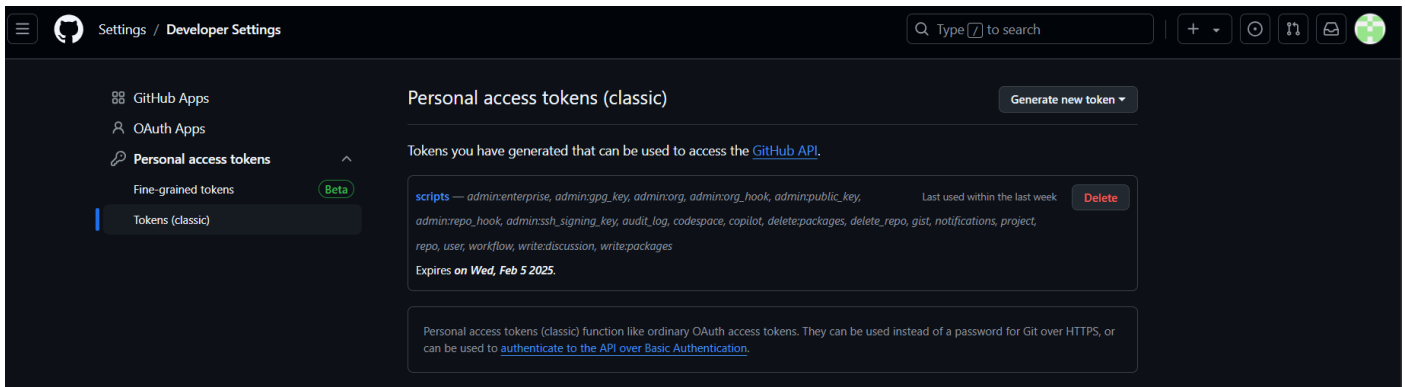 Settings / Developer Settings
Type / to search
GitHub Apps
OAuth Apps
Personal access tokens
Fine-grained tokens Beta
Tokens (classic)
Personal access tokens (classic)
Generate new token
Tokens you have generated that can be used to access the GitHub API.
scripts — admin:enterprise, admin:gpg_key, admin:org, admin:org_hook, admin:public_key,
Last used within the last week
Delete
admin:repo_hook, admin:ssh_signing_key, audit_log, codespace, copilot, delete:packages, delete_repo, gist, notifications, project,
repo, user, workflow, write:discussion, write:packages
Expires on Wed, Feb 5 2025.
Personal access tokens (classic) function like ordinary OAuth access tokens. They can be used instead of a password for Git over HTTPS, or
can be used to authenticate to the API over Basic Authentication.